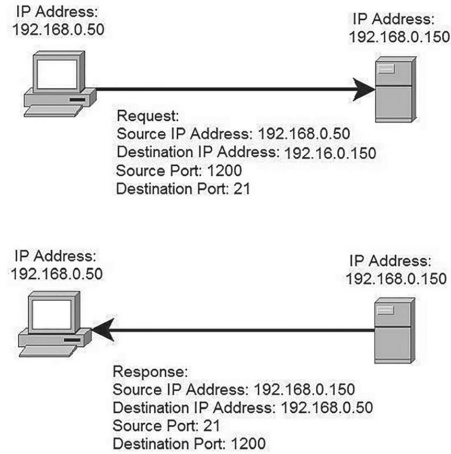 IP Address:
192.168.0.50
IP Address:
192.168.0.150
Request:
Source IP Address: 192.168.0.50
Destination IP Address: 192.16.0.150
Source Port: 1200
Destination Port: 21
IP Address:
192.168.0.50
IP Address:
192.168.0.150
Response:
Source IP Address: 192.168.0.150
Destination IP Address: 192.168.0.50
Source Port: 21
Destination Port: 1200